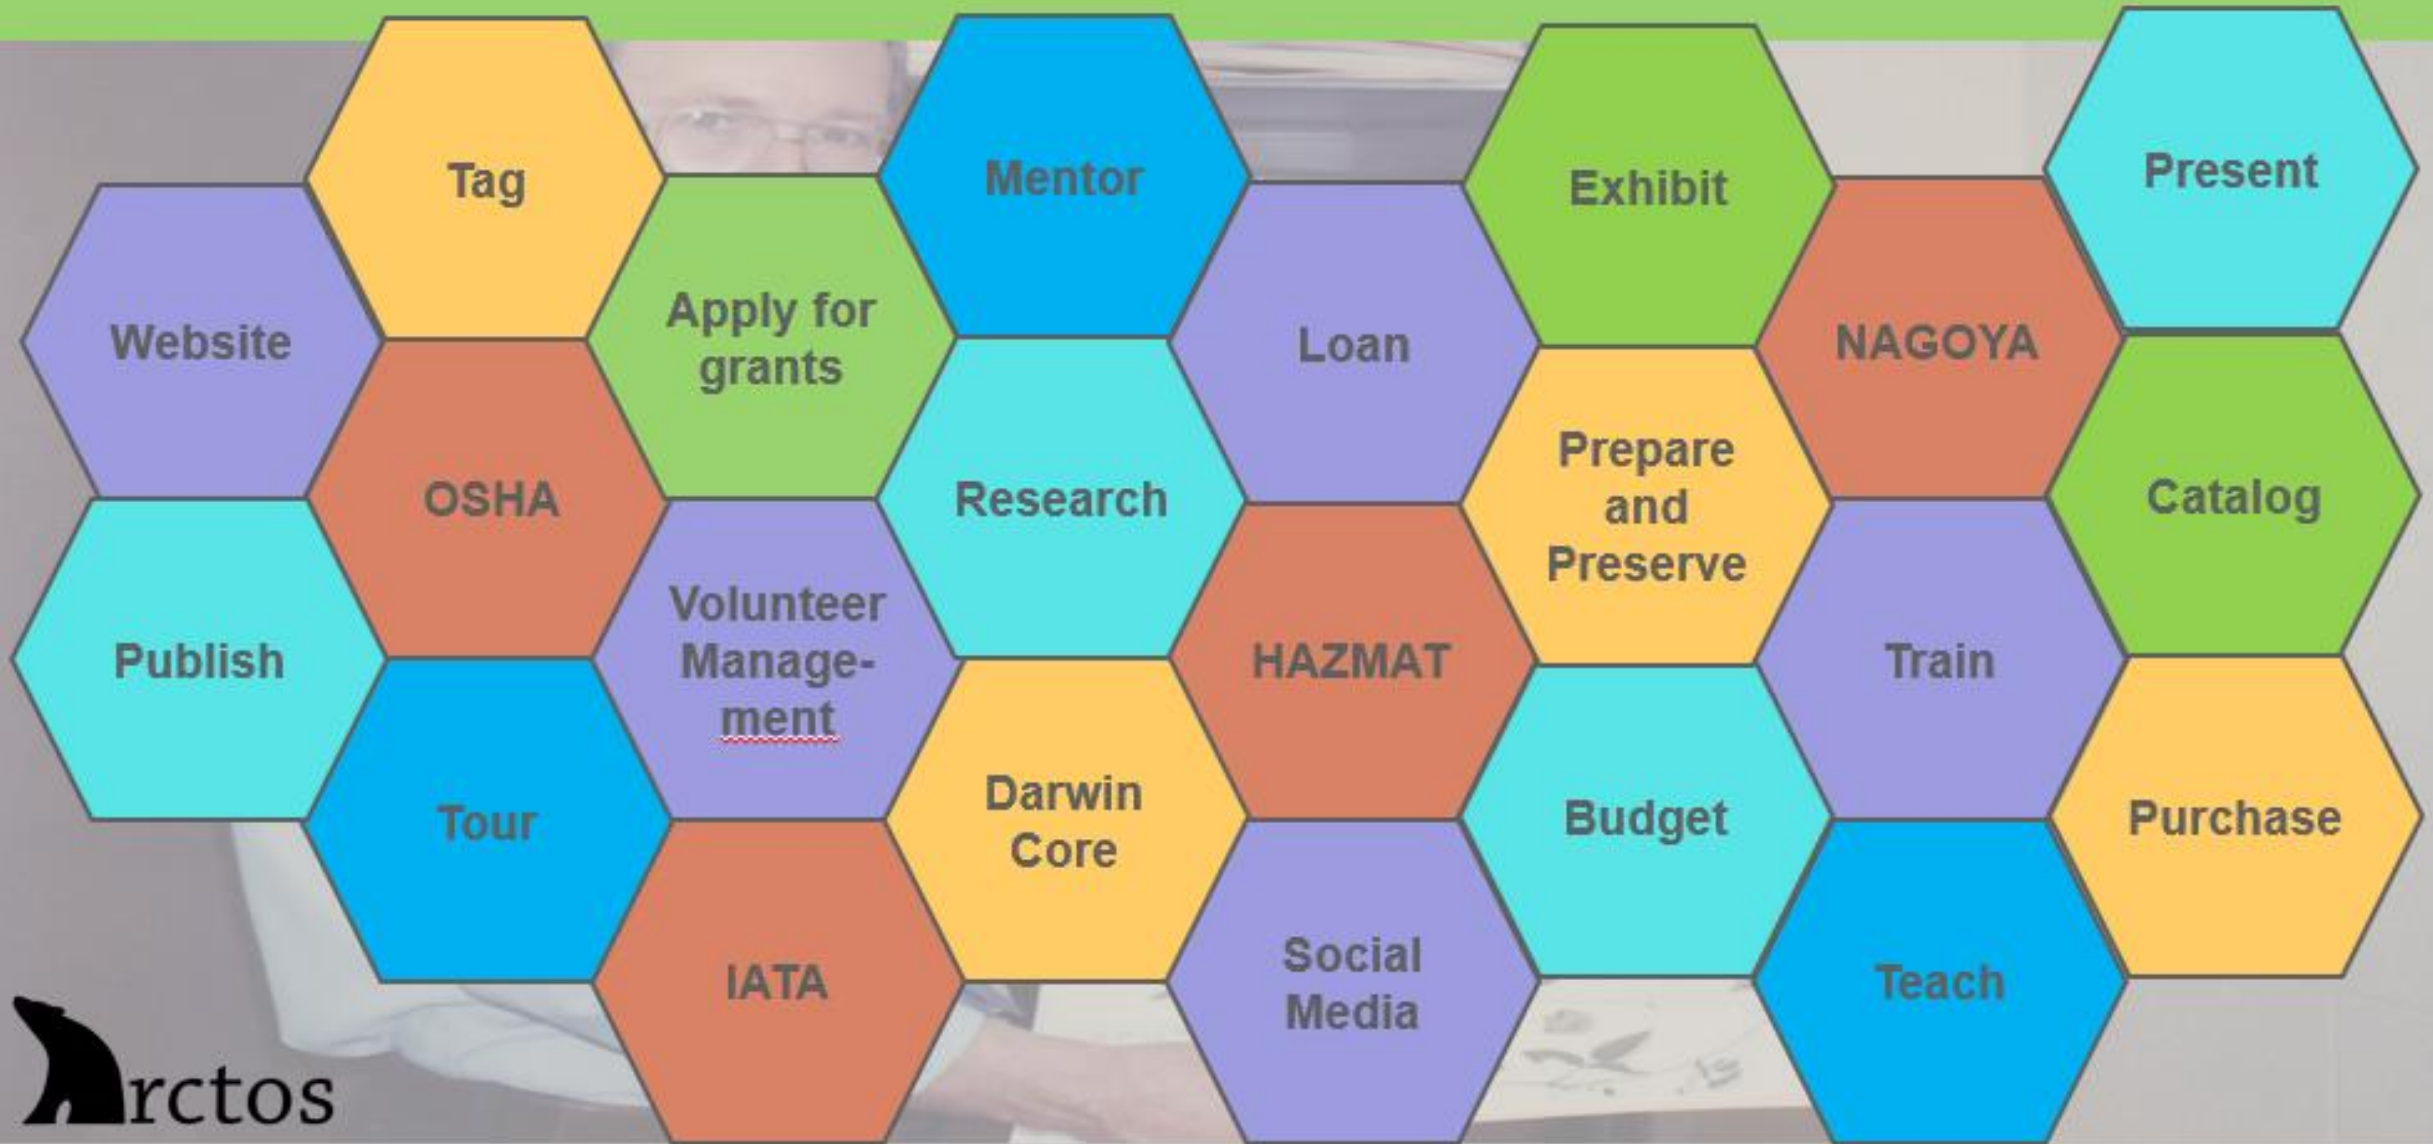 Tag
Mentor
Exhibit
Present
Website
Apply for
grants
Loan
NAGOYA
OSHA
Research
Prepare
and
Preserve
Catalog
Publish
Volunteer
Manage-
ment
HAZMAT
Train
Tour
Darwin
Core
Budget
Purchase
IATA
Social
Media
Teach
Arctos